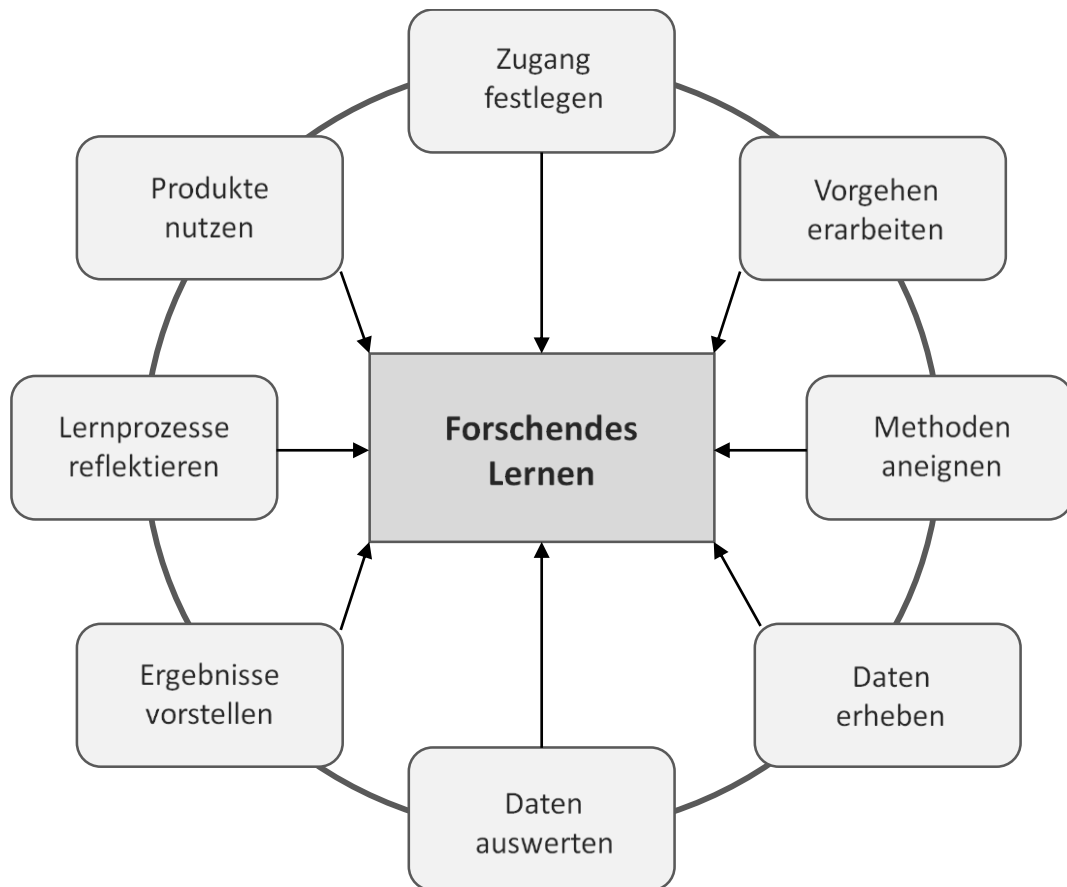 Zugang
festlegen
Vorgehen
erarbeiten
Methoden
aneignen
Daten
erheben
Daten
auswerten
Ergebnisse
vorstellen
Lernprozesse
reflektieren
Produkte
nutzen
Forschendes
Lernen